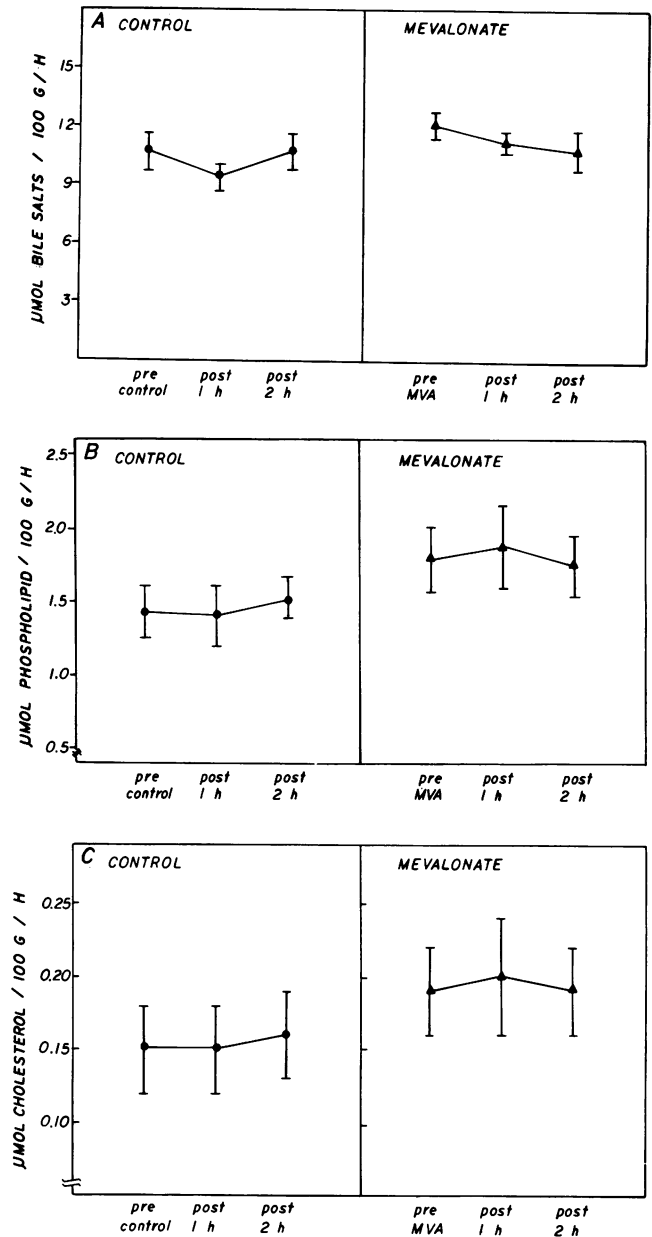 A CONTROL MEVALONATE
µMOL BILE SALTS / 100 G / H
15
12
9
6
3
pre post post pre post post
control 1 h 2 h MVA 1 h 2 h
B CONTROL MEVALONATE
µMOL PHOSPHOLIPID / 100 G / H
2.5
2.0
1.5
1.0
0.5
pre post post pre post post
control 1 h 2 h MVA 1 h 2 h
C CONTROL MEVALONATE
µMOL CHOLESTEROL / 100 G / H
0.25
0.20
0.15
0.10
pre post post pre post post
control 1 h 2 h MVA 1 h 2 h